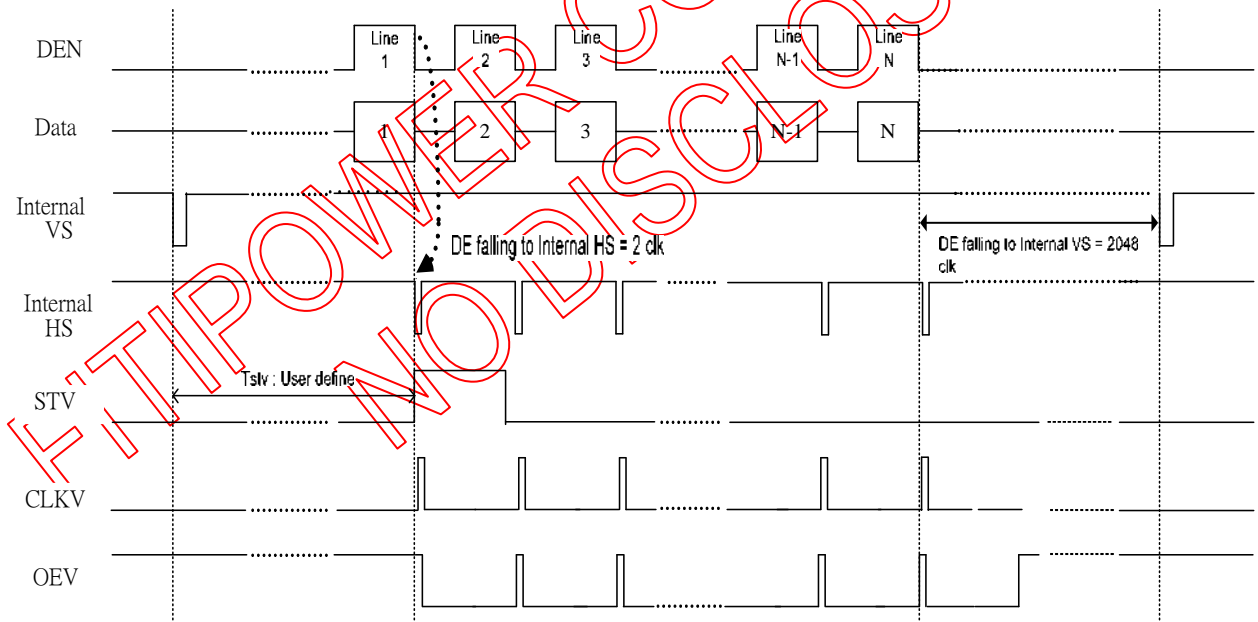 DEN
Line
1
Line
2
Line
3
Line
N-1
Line
N
Data
1
2
3
N-1
N
Internal
VS
DE falling to Internal HS = 2 clk
DE falling to Internal VS = 2048
clk
Internal
HS
Tstv : User define
STV
CLKV
OEV
NO DISCLOS